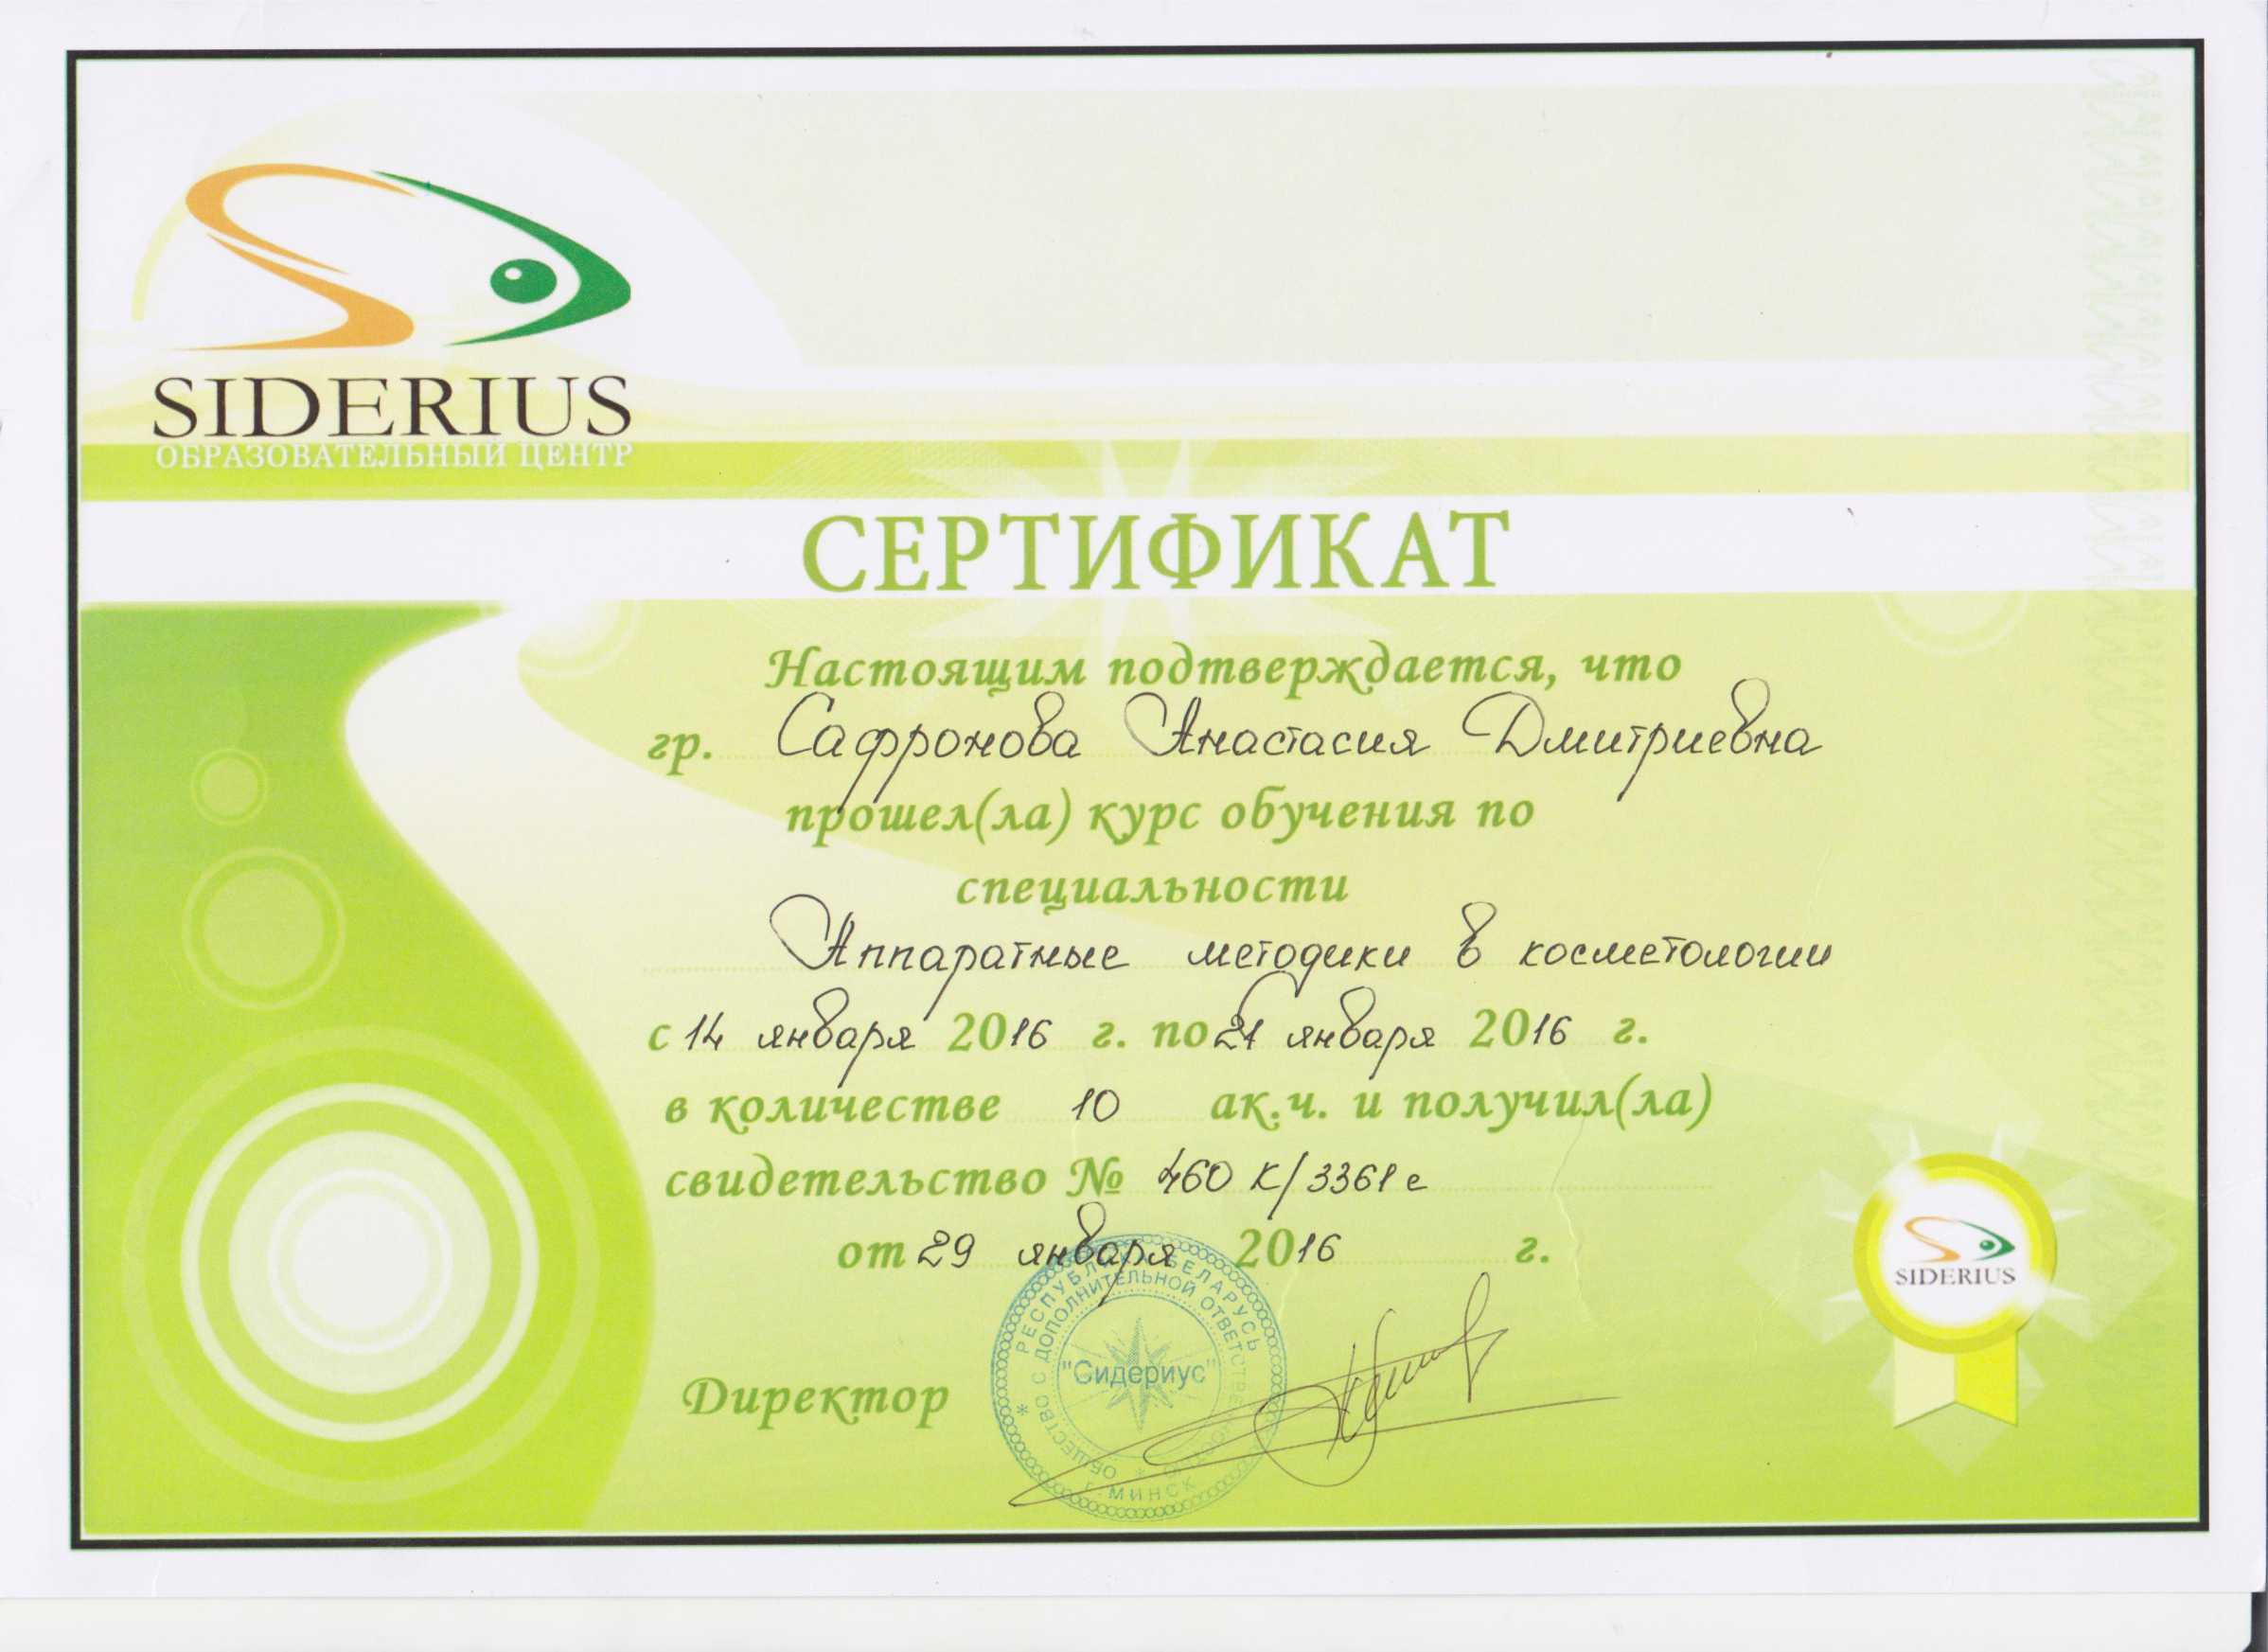 SIDERIUS
ОБРАЗОВАТЕЛЬНЫЙ ЦЕНТР
СЕРТИФИКАТ
Настоящим подтверждается, что
гр. Сафронова Анастасия Дмитриевна
прошел(ла) курс обучения по
специальности
Аппаратные методики в косметологии
с 14 января 2016 г. по 21 января 2016 г.
в количестве 10 ак.ч. и получил(ла)
свидетельство № 460 К/3361 е
от 29 января 2016 г.
Директор
РЕСПУБЛИКА БЕЛАРУСЬ
ОБЩЕСТВО С ДОПОЛНИТЕЛЬНОЙ ОТВЕТСТВЕННОСТЬЮ
"Сидериус"
Г. МИНСК
SIDERIUS